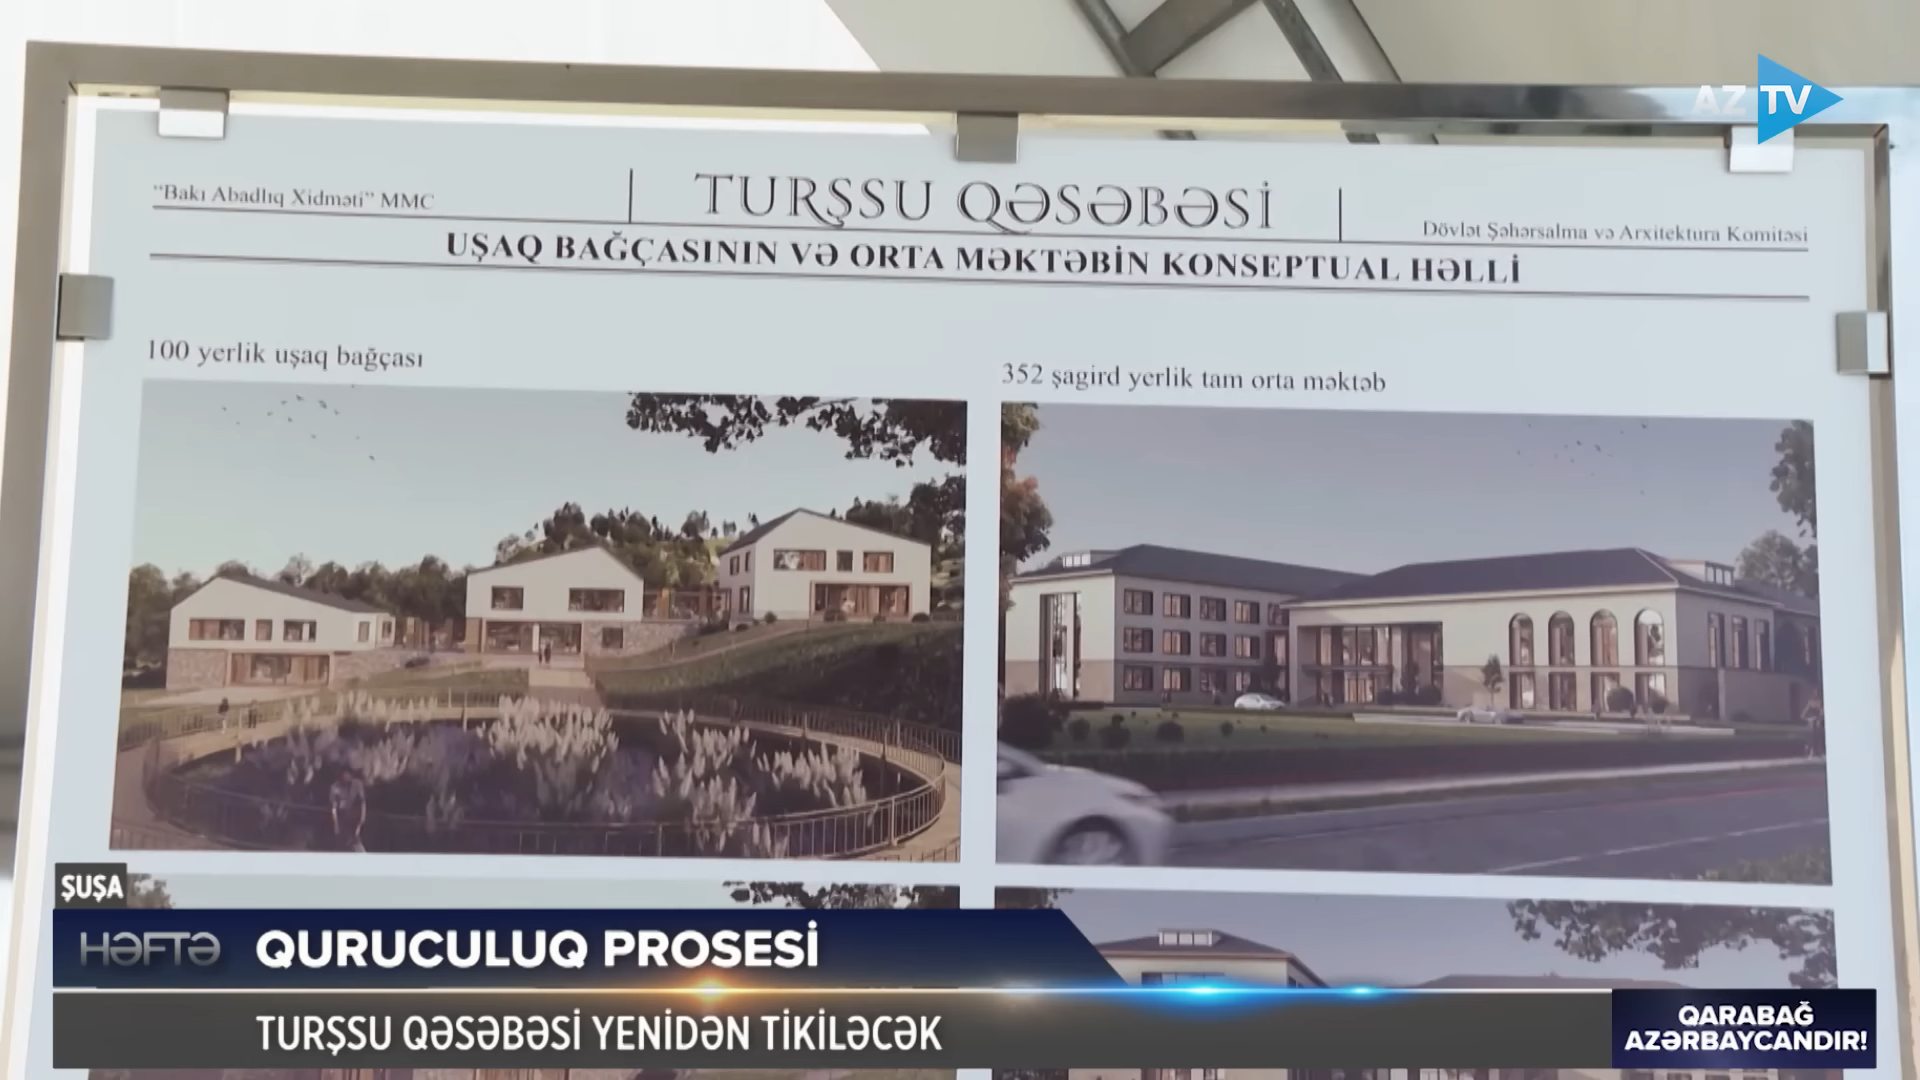 AZ TV
"Bakı Abadlıq Xidməti" MMC
TURŞSU QƏSƏBƏSİ
Dövlət Şəhərsalma və Arxitektura Komitəsi
UŞAQ BAĞÇASININ VƏ ORTA MƏKTƏBİN KONSEPTUAL HƏLLİ
100 yerlik uşaq bağçası
352 şagird yerlik tam orta məktəb
ŞUŞA
HƏFTƏ
QURUCULUQ PROSESİ
TURŞSU QƏSƏBƏSİ YENİDƏN TİKİLƏCƏK
QARABAĞ
AZƏRBAYCANDIR!